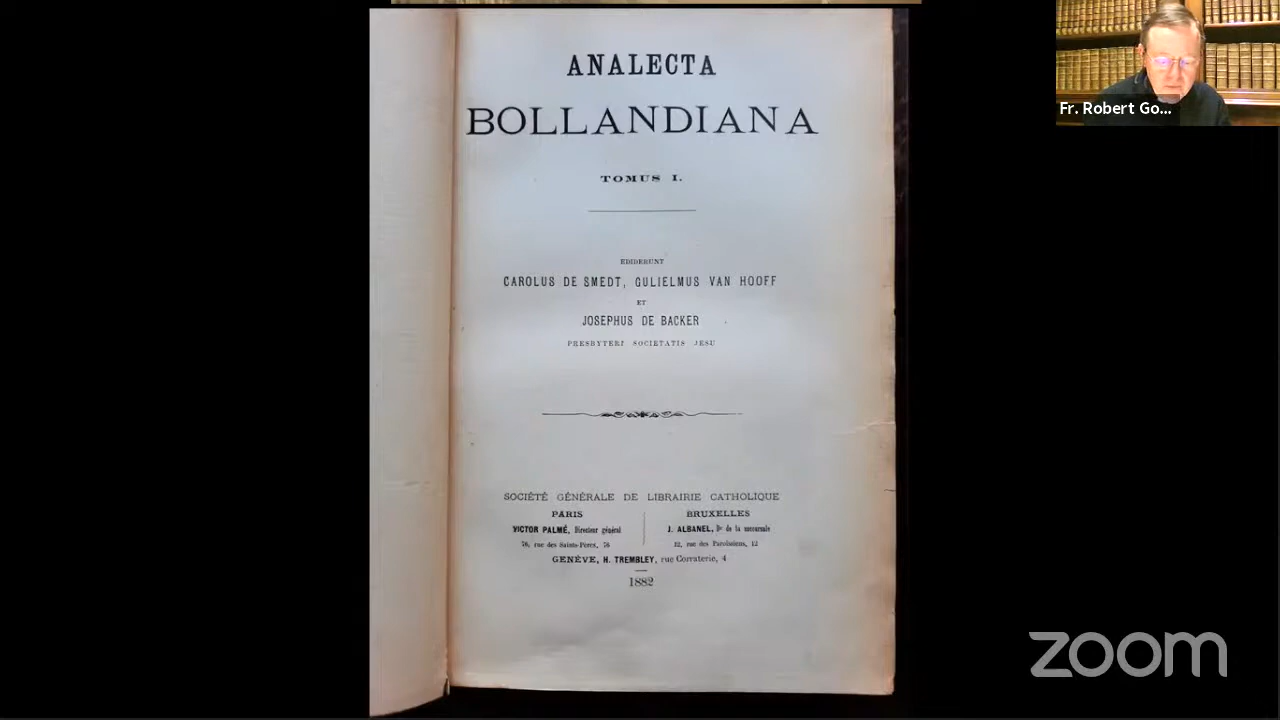 ANALECTA
BOLLANDIANA
TOMUS I.
EDIDERUNT
CAROLUS DE SMEDT, GULIELMUS VAN HOOFF
ET
JOSEPHUS DE BACKER
PRESBYTERI SOCIETATIS JESU
SOCIÉTÉ GÉNÉRALE DE LIBRAIRIE CATHOLIQUE
PARIS
VICTOR PALMÉ, Directeur général
76, rue des Saints-Pères, 76
BRUXELLES
J. ALBANEL, Dr de la succursale
12, rue des Paroissiens, 12
GENÈVE, H. TREMBLEY, rue Corraterie, 4
1882
Fr. Robert Go...
zoom